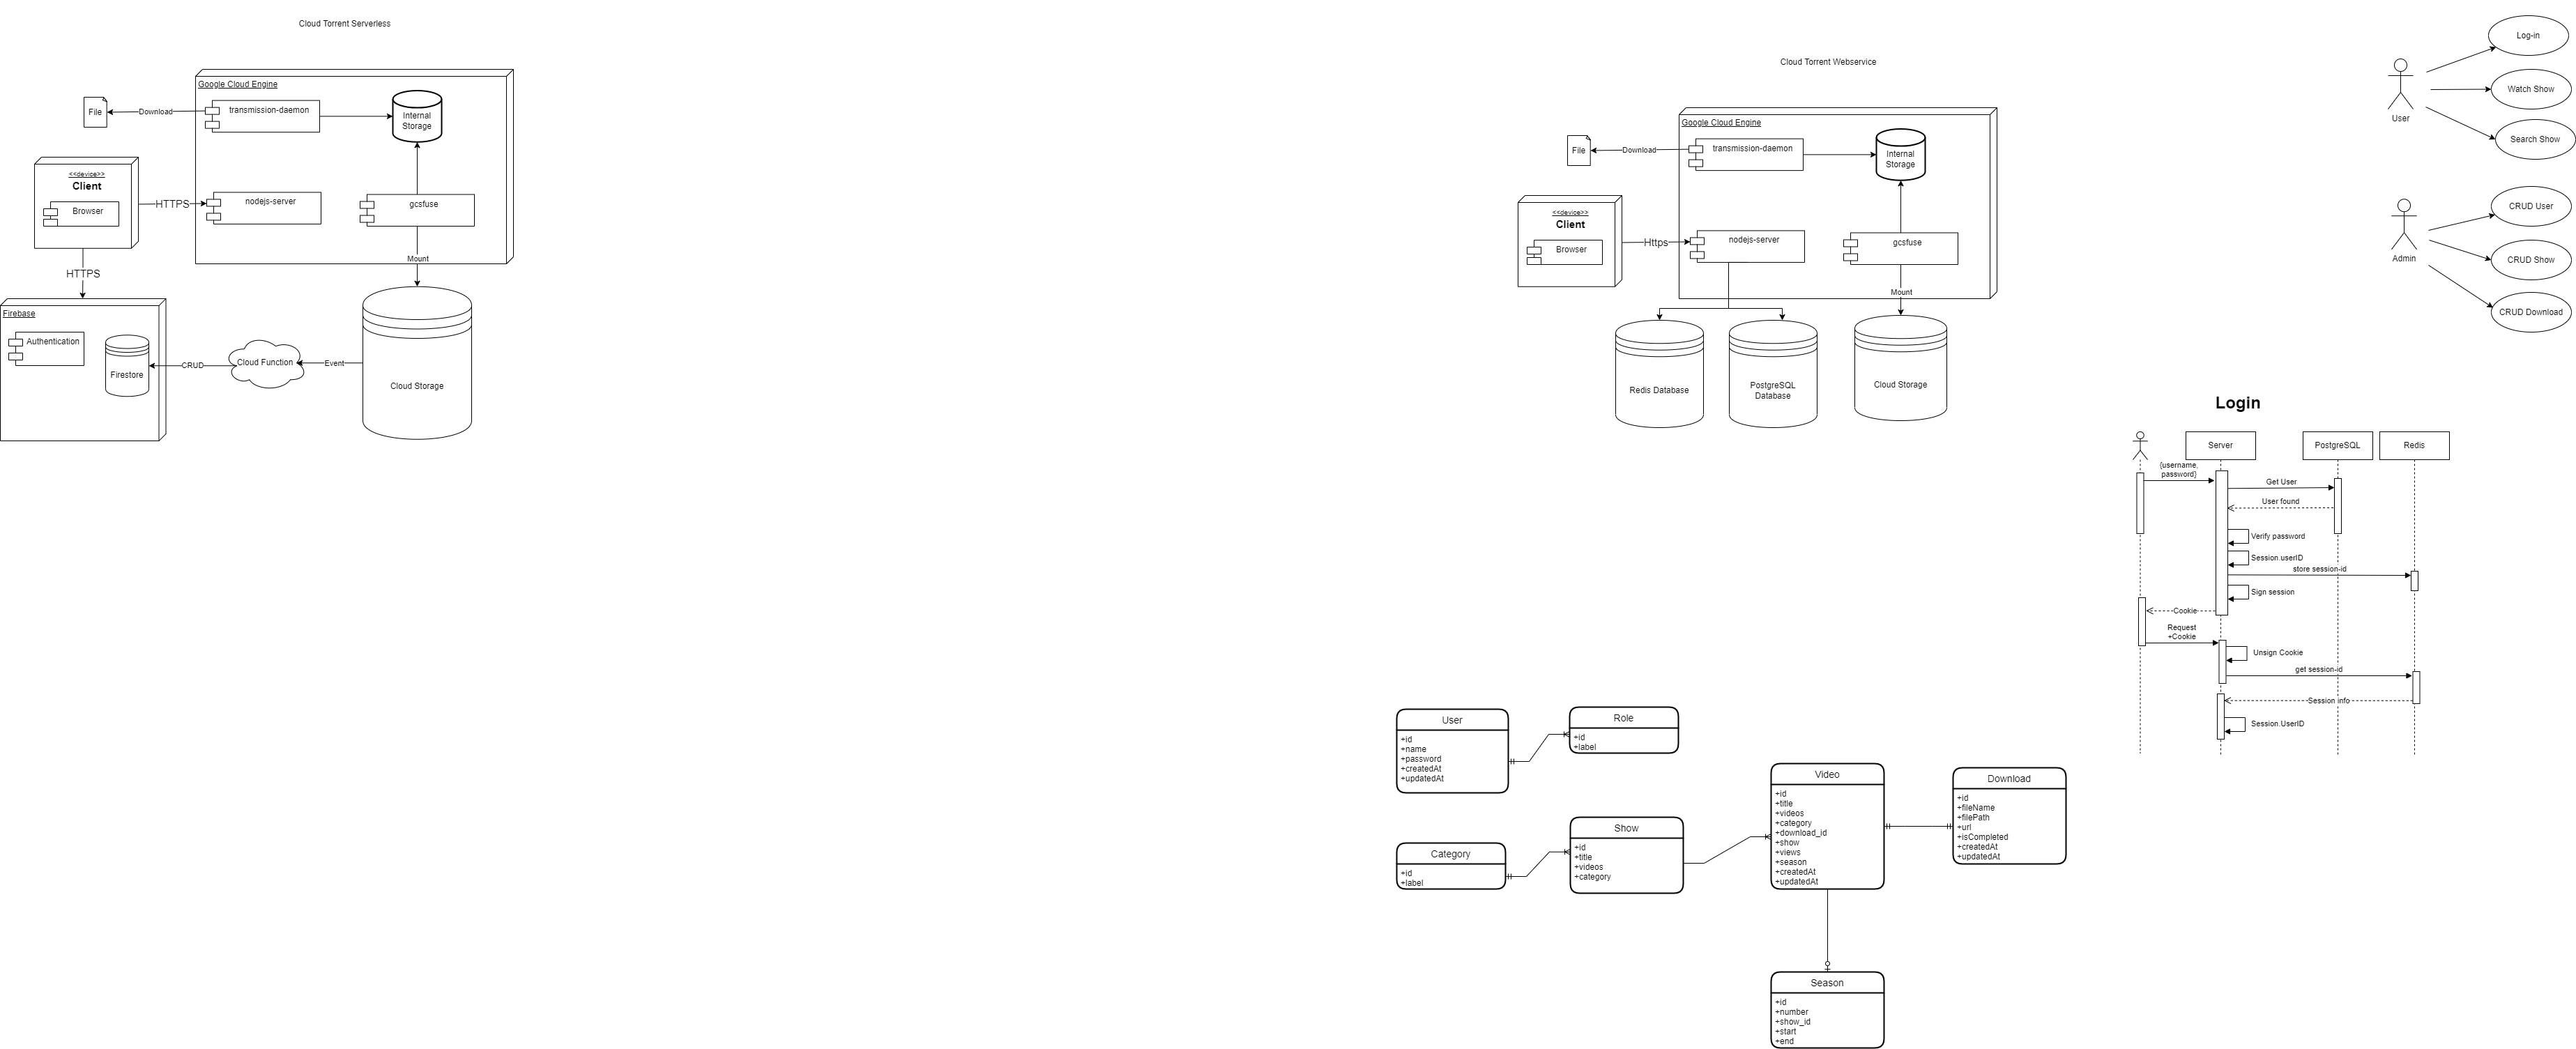 Cloud Torrent Serverless
Google Cloud Engine
File
Download
transmission-daemon
Internal
Storage
<<device>>
Client
Browser
HTTPS
nodejs-server
gcsfuse
Mount
HTTPS
Firebase
Authentication
Firestore
CRUD
Cloud Function
Event
Cloud Storage
Cloud Torrent Webservice
Google Cloud Engine
File
Download
transmission-daemon
Internal
Storage
<<device>>
Client
Browser
Https
nodejs-server
gcsfuse
Mount
Redis Database
PostgreSQL
Database
Cloud Storage
User
Log-in
Watch Show
Search Show
Admin
CRUD User
CRUD Show
CRUD Download
Login
Server
PostgreSQL
Redis
{username,
password}
Get User
User found
Verify password
Session.userID
store session-id
Sign session
Cookie
Request
+Cookie
Unsign Cookie
get session-id
Session info
Session.UserID
User
+id
+name
+password
+createdAt
+updatedAt
Role
+id
+label
Category
+id
+label
Show
+id
+title
+videos
+category
Video
+id
+title
+videos
+category
+download_id
+show
+views
+season
+createdAt
+updatedAt
Download
+id
+fileName
+filePath
+url
+isCompleted
+createdAt
+updatedAt
Season
+id
+number
+show_id
+start
+end